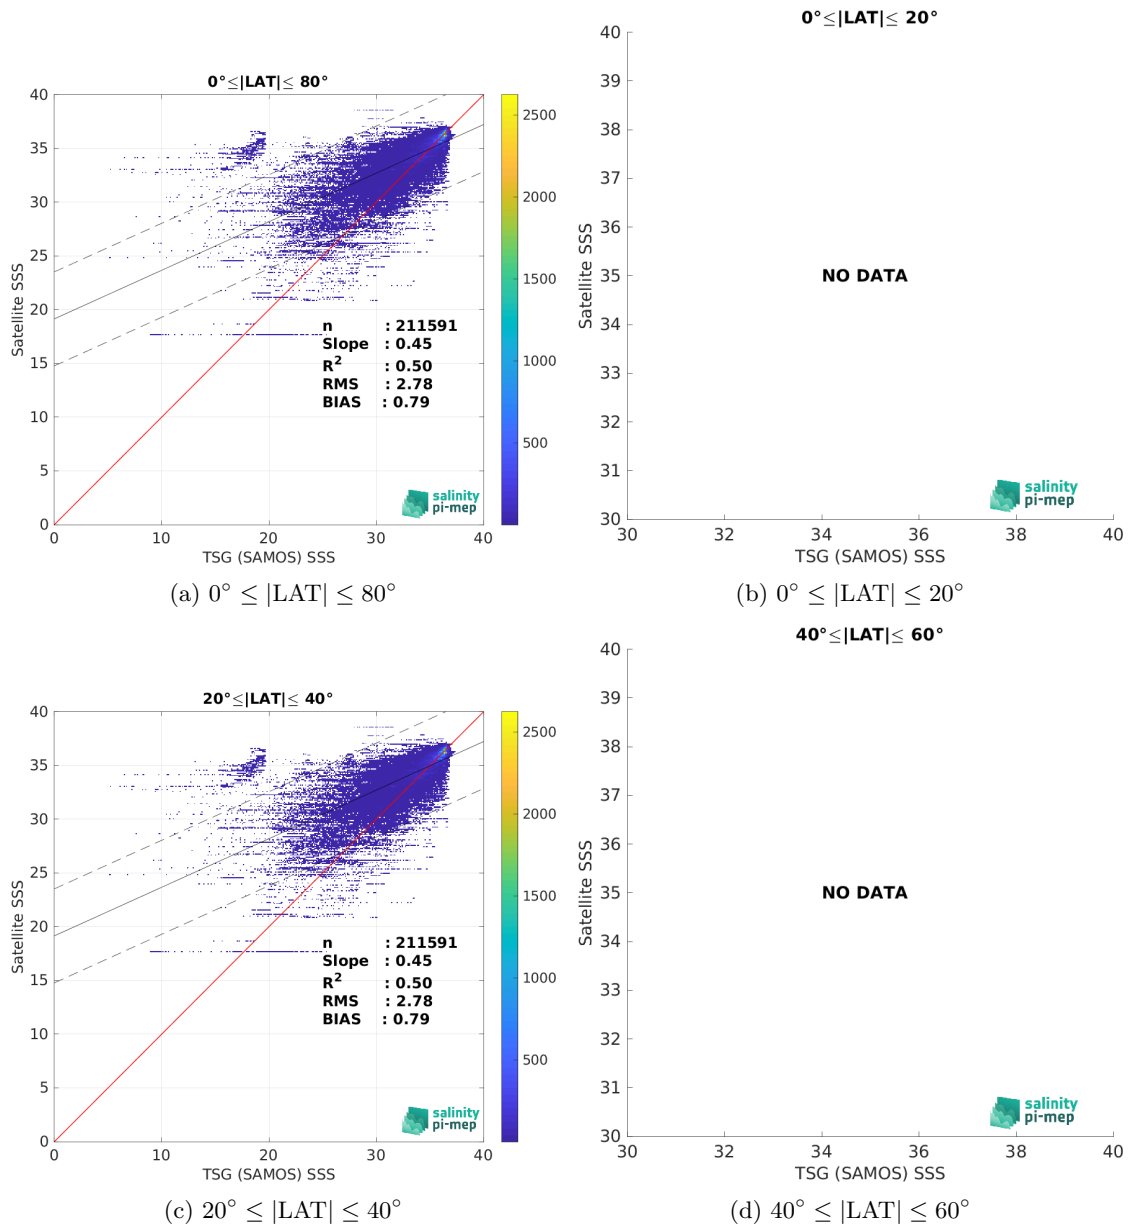 0°≤|LAT|≤ 80°
40
35
30
25
20
15
10
5
0
Satellite SSS
n : 211591
Slope : 0.45
R² : 0.50
RMS : 2.78
BIAS : 0.79
salinity
pi-mep
0 10 20 30 40
TSG (SAMOS) SSS
2500
2000
1500
1000
500
(a) 0° ≤ |LAT| ≤ 80°
0°≤|LAT|≤ 20°
40
39
38
37
36
35
34
33
32
31
30
Satellite SSS
NO DATA
salinity
pi-mep
30 32 34 36 38 40
TSG (SAMOS) SSS
(b) 0° ≤ |LAT| ≤ 20°
20°≤|LAT|≤ 40°
40
35
30
25
20
15
10
5
0
Satellite SSS
n : 211591
Slope : 0.45
R² : 0.50
RMS : 2.78
BIAS : 0.79
salinity
pi-mep
0 10 20 30 40
TSG (SAMOS) SSS
2500
2000
1500
1000
500
(c) 20° ≤ |LAT| ≤ 40°
40°≤|LAT|≤ 60°
40
39
38
37
36
35
34
33
32
31
30
Satellite SSS
NO DATA
salinity
pi-mep
30 32 34 36 38 40
TSG (SAMOS) SSS
(d) 40° ≤ |LAT| ≤ 60°